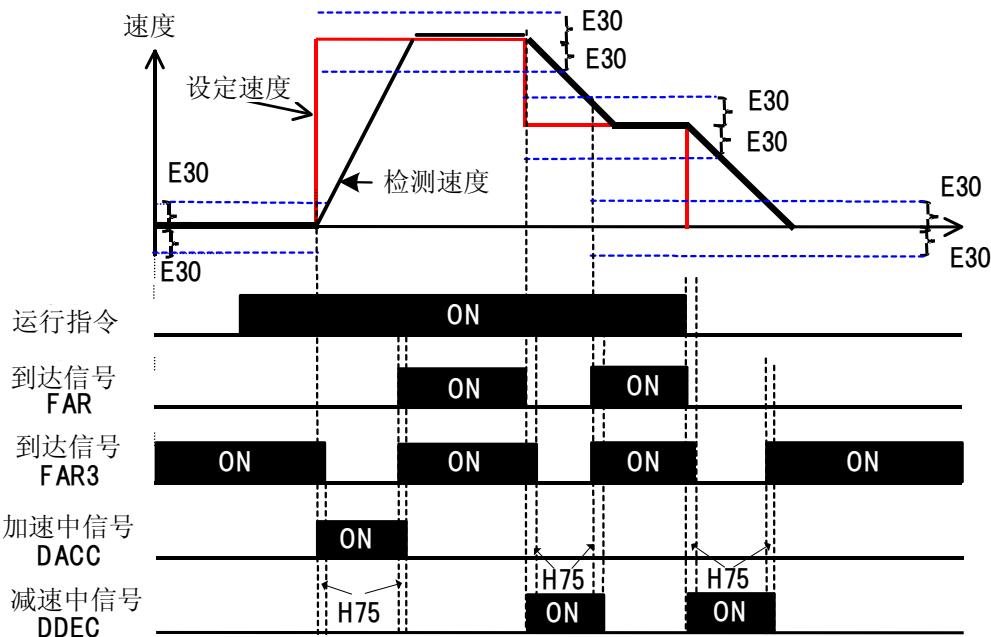 速度
E30
E30
设定速度
E30
E30
E30
检测速度
E30
E30
E30
运行指令
ON
到达信号
FAR
ON
ON
到达信号
FAR3
ON
ON
ON
ON
加速中信号
DACC
ON
H75
H75
H75
减速中信号
DDEC
ON
ON